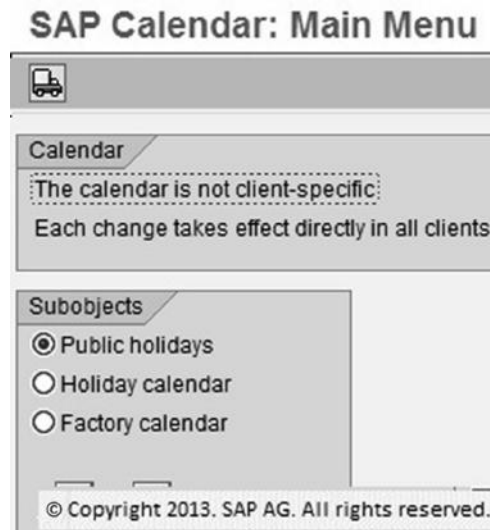 SAP Calendar: Main Menu
Calendar
The calendar is not client-specific
Each change takes effect directly in all clients
Subobjects
Public holidays
Holiday calendar
Factory calendar
© Copyright 2013. SAP AG. All rights reserved.